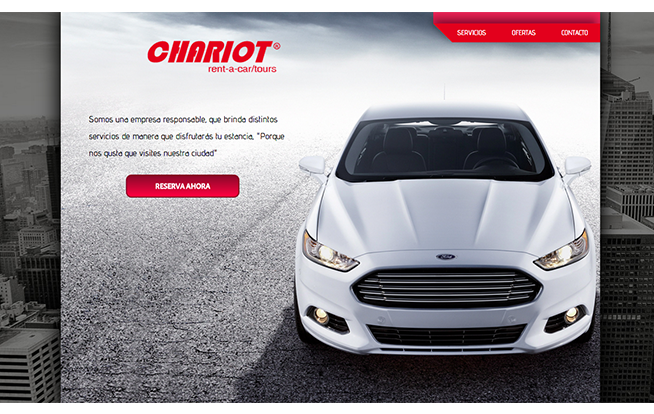 SERVICIOS OFERTAS CONTACTO
CHARIOT®
rent-a-car/tours
Somos una empresa responsable, que brinda distintos
servicios de manera que disfrutarás tu estancia, "Porque
nos gusta que visites nuestra ciudad"
RESERVA AHORA
Ford